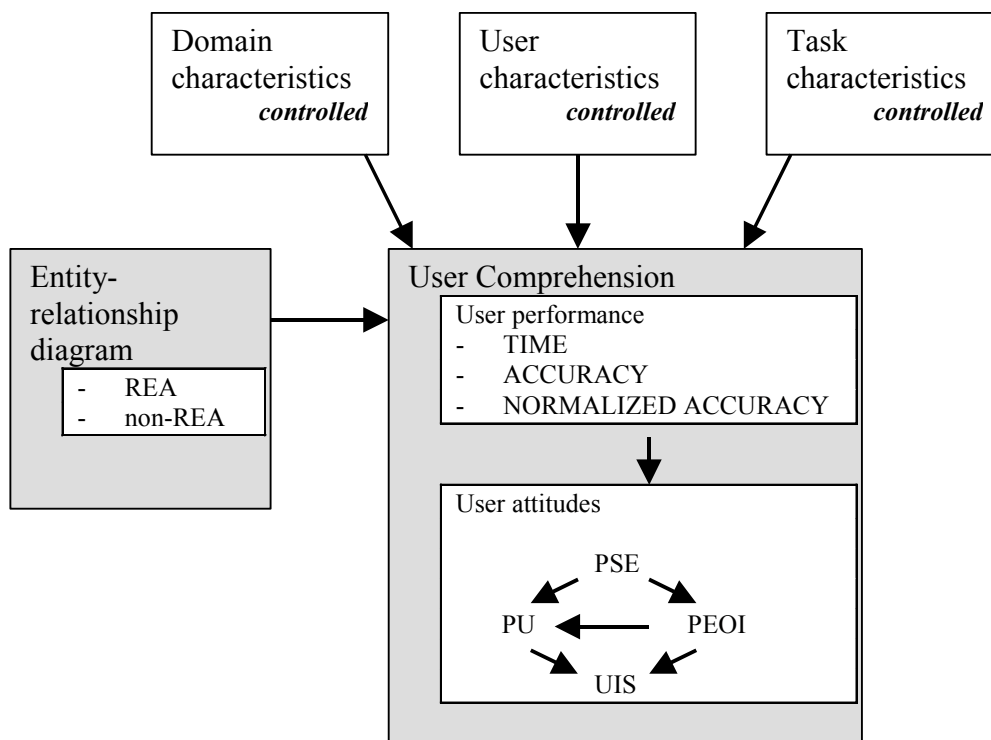 Domain
characteristics
controlled
User
characteristics
controlled
Task
characteristics
controlled
Entity-
relationship
diagram
- REA
- non-REA
User Comprehension
User performance
- TIME
- ACCURACY
- NORMALIZED ACCURACY
User attitudes
PSE
PU PEOI
UIS